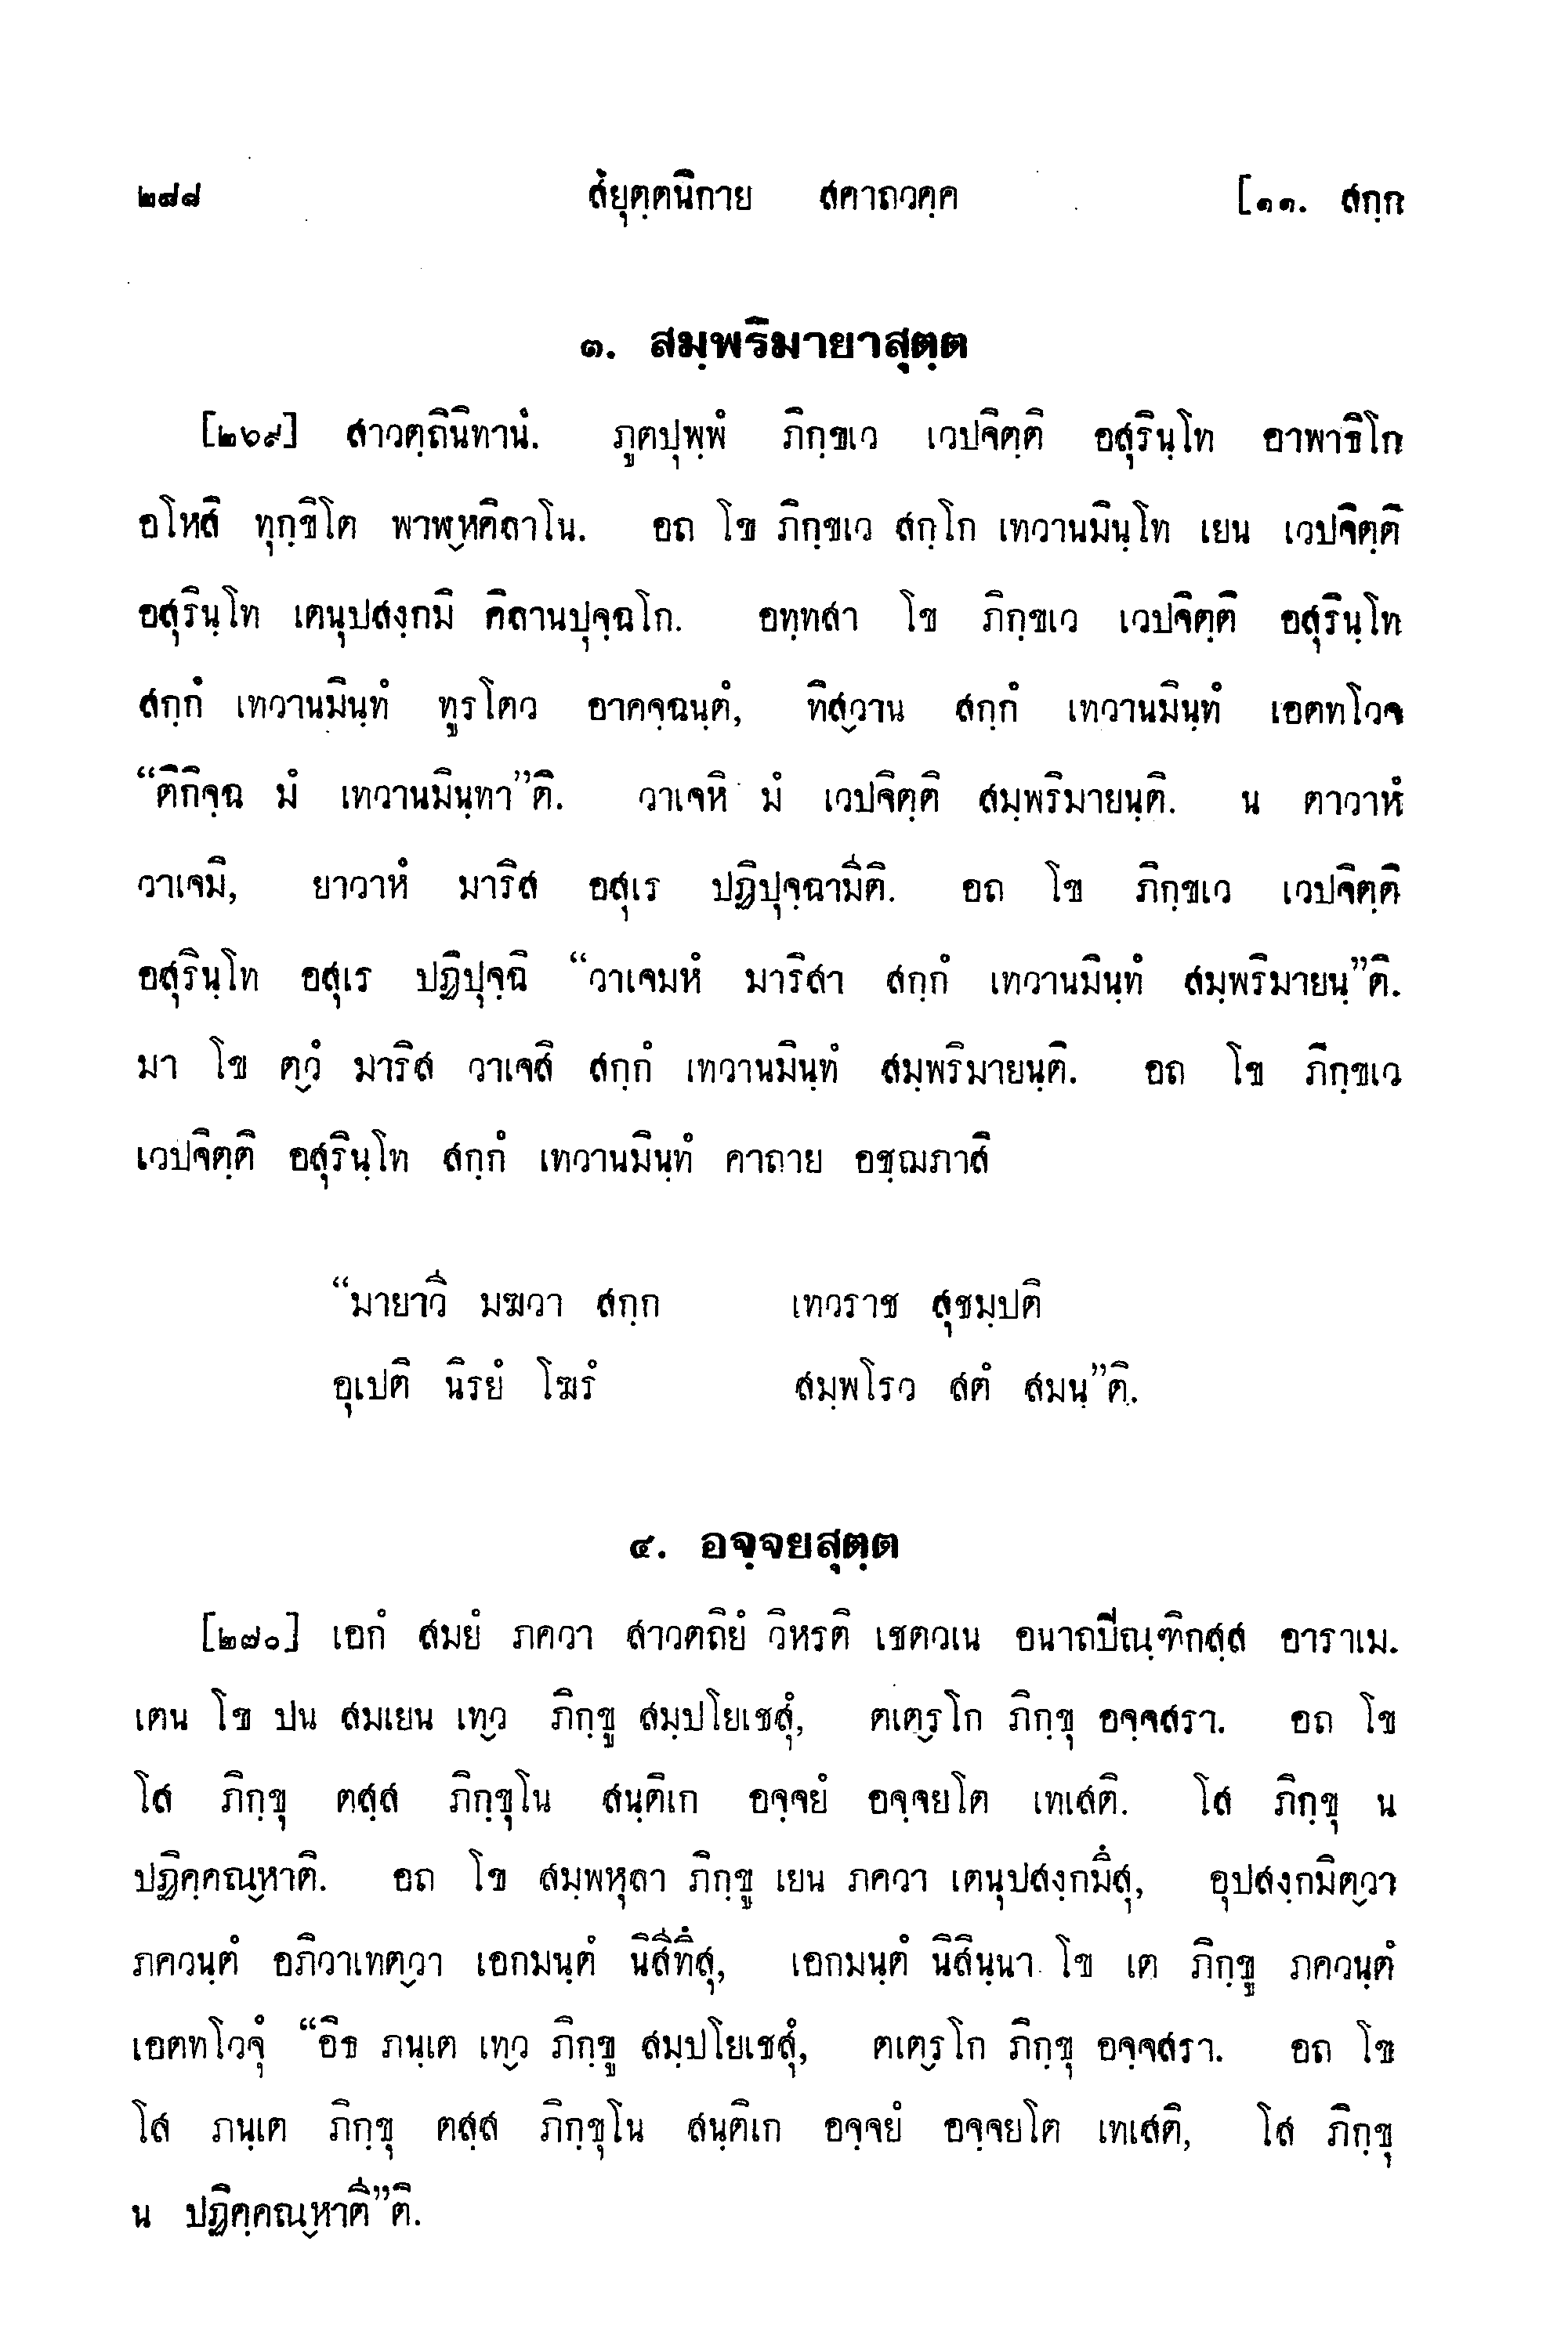 ๒๘๘ สํยุตฺตนิกาย สคาถวคฺค [๑๑. สกฺก
๓. สมฺพริมายาสุตฺต
[๒๖๙] สาวตฺถินิทานํ. ภูตปุพฺพํ ภิกฺขเว เวปจิตฺติ อสุรินฺโท อาพาธิโก
อโหสิ ทุกฺขิโต พาฬฺหคิลาโน. อถ โข ภิกฺขเว สกฺโก เทวานมินฺโท เยน เวปจิตฺติ
อสุรินฺโท เตนุปสงฺกมิ คิลานปุจฺฉโก. อทฺทสา โข ภิกฺขเว เวปจิตฺติ อสุรินฺโท
สกฺกํ เทวานมินฺทํ ทูรโตว อาคจฺฉนฺตํ, ทิสฺวาน สกฺกํ เทวานมินฺทํ เอตทโวจ
“ติกิจฺฉ มํ เทวานมินฺทา”ติ. วาเจหิ มํ เวปจิตฺติ สมฺพริมายนฺติ. น ตาวาหํ
วาเจมิ, ยาวาหํ มาริส อสุเร ปฏิปุจฺฉามีติ. อถ โข ภิกฺขเว เวปจิตฺติ
อสุรินฺโท อสุเร ปฏิปุจฺฉิ “วาเจมหํ มาริสา สกฺกํ เทวานมินฺทํ สมฺพริมายนฺ”ติ.
มา โข ตฺวํ มาริส วาเจสิ สกฺกํ เทวานมินฺทํ สมฺพริมายนฺติ. อถ โข ภิกฺขเว
เวปจิตฺติ อสุรินฺโท สกฺกํ เทวานมินฺทํ คาถาย อชฺฌภาสิ
“มายาวี มฆวา สกฺก เทวราช สุชมฺปติ
อุเปติ นิรยํ โฆรํ สมฺพโรว สตํ สมนฺ”ติ.
๔. อจฺจยสุตฺต
[๒๗๐] เอกํ สมยํ ภควา สาวตถิยํ วิหรติ เชตวเน อนาถปิณฺฑิกสฺส อาราเม.
เตน โข ปน สมเยน เทฺว ภิกฺขู สมฺปโยเชสุํ, ตเตฺรโก ภิกฺขุ อจฺจสรา. อถ โข
โส ภิกฺขุ ตสฺส ภิกฺขุโน สนฺติเก อจฺจยํ อจฺจยโต เทเสติ. โส ภิกฺขุ น
ปฏิคฺคณฺหาติ. อถ โข สมฺพหุลา ภิกฺขู เยน ภควา เตนุปสงฺกมึสุ, อุปสงฺกมิตฺวา
ภควนฺตํ อภิวาเทตฺวา เอกมนฺตํ นิสีทึสุ, เอกมนฺตํ นิสินฺนา โข เต ภิกฺขู ภควนฺตํ
เอตทโวจุํ “อิธ ภนฺเต เทฺว ภิกฺขู สมฺปโยเชสุํ, ตเตฺรโก ภิกฺขุ อจฺจสรา. อถ โข
โส ภนฺเต ภิกฺขุ ตสฺส ภิกฺขุโน สนฺติเก อจฺจยํ อจฺจยโต เทเสติ, โส ภิกฺขุ
น ปฏิคฺคณฺหาตี”ติ.